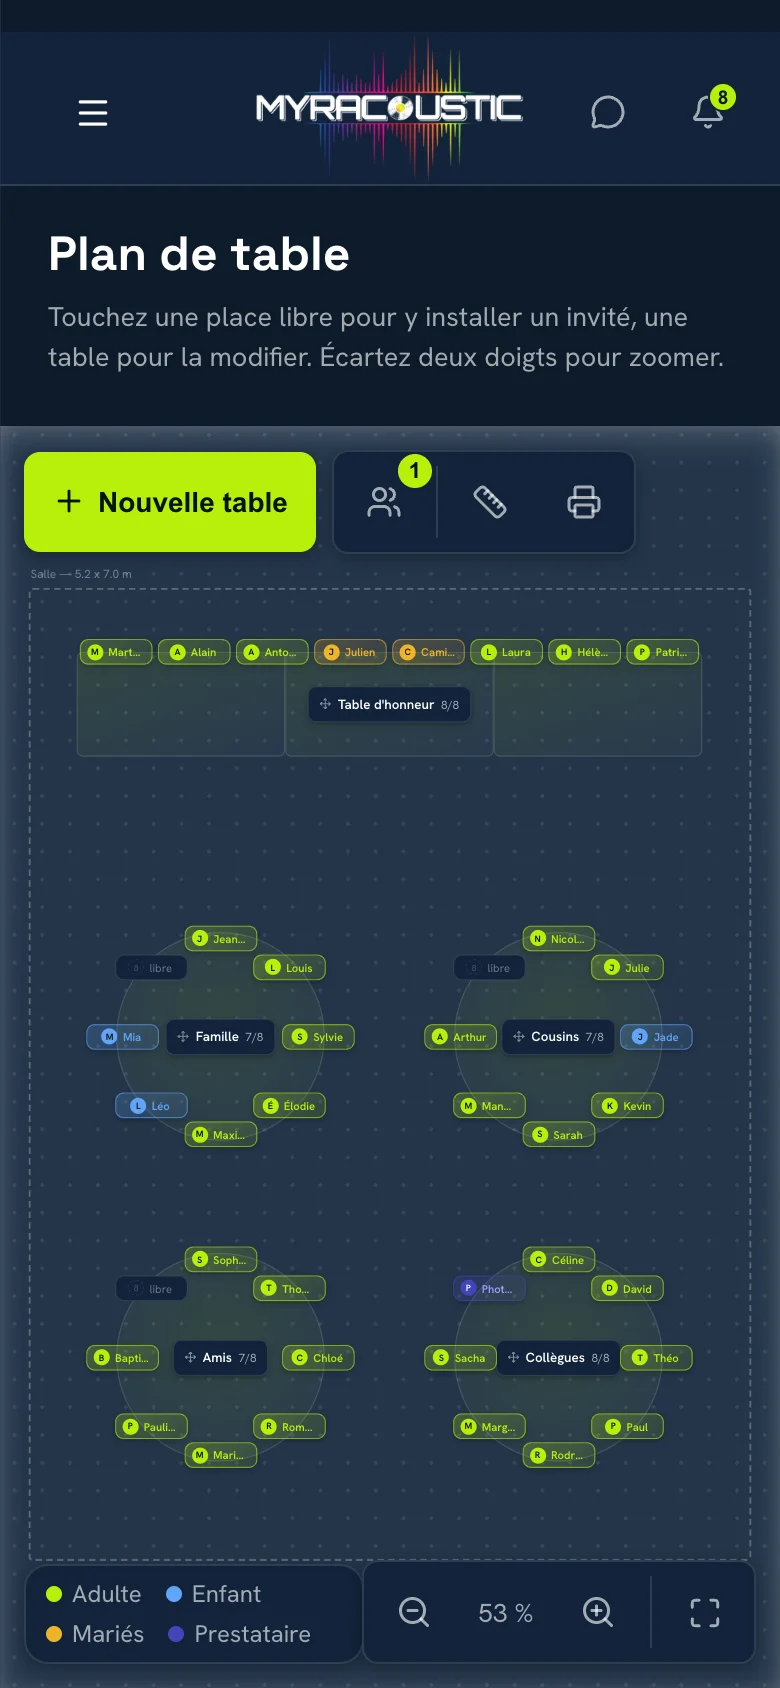 MYRACOUSTIC
8
Plan de table
Touchez une place libre pour y installer un invité, une
table pour la modifier. Écartez deux doigts pour zoomer.
Nouvelle table
1
Salle — 5.2 x 7.0 m
M Mart... A Alain A Anto... J Julien C Cami... L Laura H Hélè... P Patri...
Table d'honneur 8/8
J Jean... N Nicol...
8 libre L Louis 8 libre J Julie
M Mia Famille 7/8 S Sylvie A Arthur Cousins 7/8 J Jade
L Léo É Élodie M Man... K Kevin
M Maxi... S Sarah
S Soph... C Céline
8 libre T Tho... P Phot... D David
B Bapti... Amis 7/8 C Chloé S Sacha Collègues 8/8 T Théo
P Pauli... R Rom... M Marg... P Paul
M Mari... R Rodr...
Adulte Enfant
53 %
Mariés Prestataire